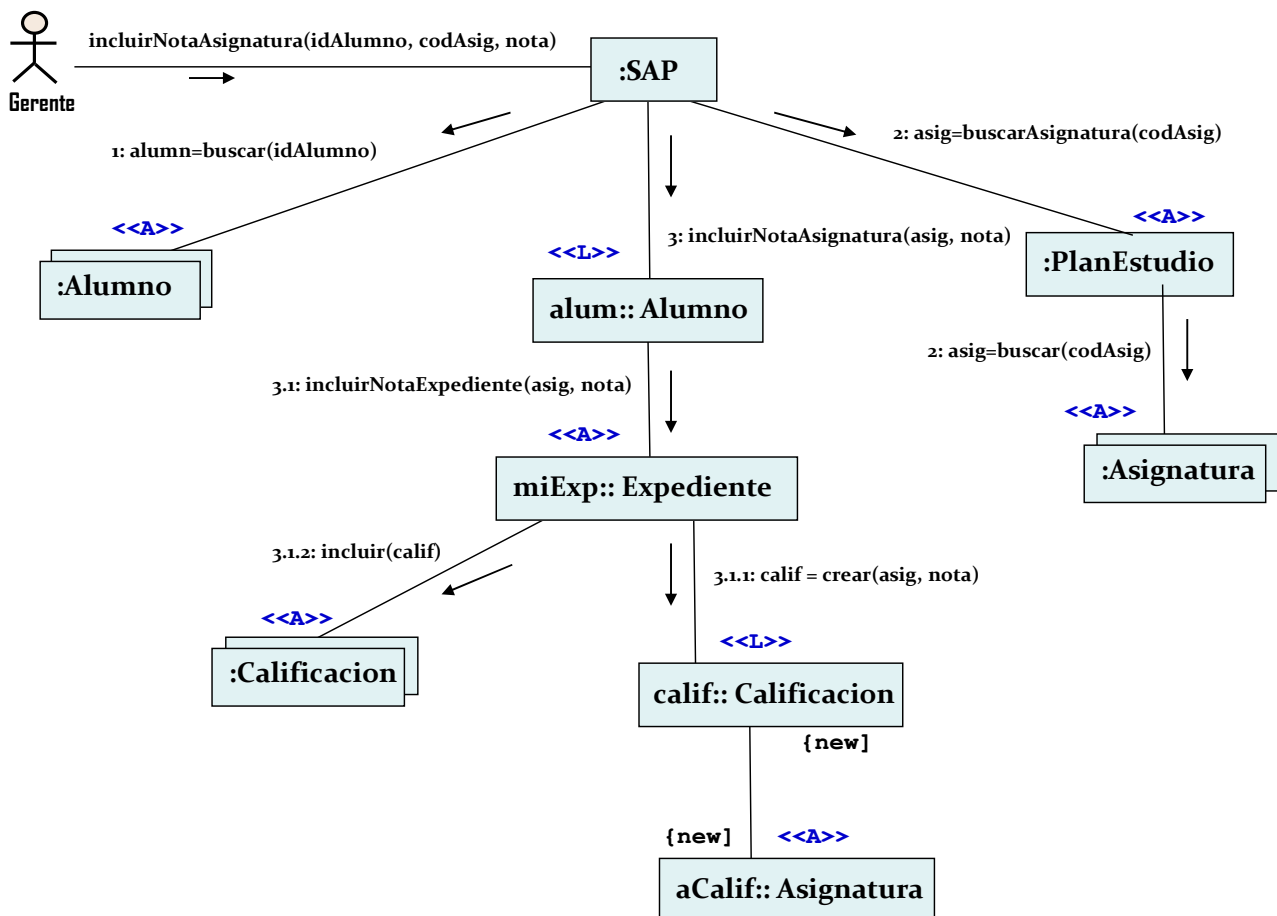 incluirNotaAsignatura(idAlumno, codAsig, nota)
:SAP
Gerente
1: alumn=buscar(idAlumno)
2: asig=buscarAsignatura(codAsig)
<<A>>
<<L>>
3: incluirNotaAsignatura(asig, nota)
<<A>>
:Alumno
alum:: Alumno
:PlanEstudio
3.1: incluirNotaExpediente(asig, nota)
2: asig=buscar(codAsig)
<<A>>
<<A>>
miExp:: Expediente
:Asignatura
3.1.2: incluir(calif)
3.1.1: calif = crear(asig, nota)
<<A>>
<<L>>
:Calificacion
calif:: Calificacion
{new]
{new]
<<A>>
aCalif:: Asignatura